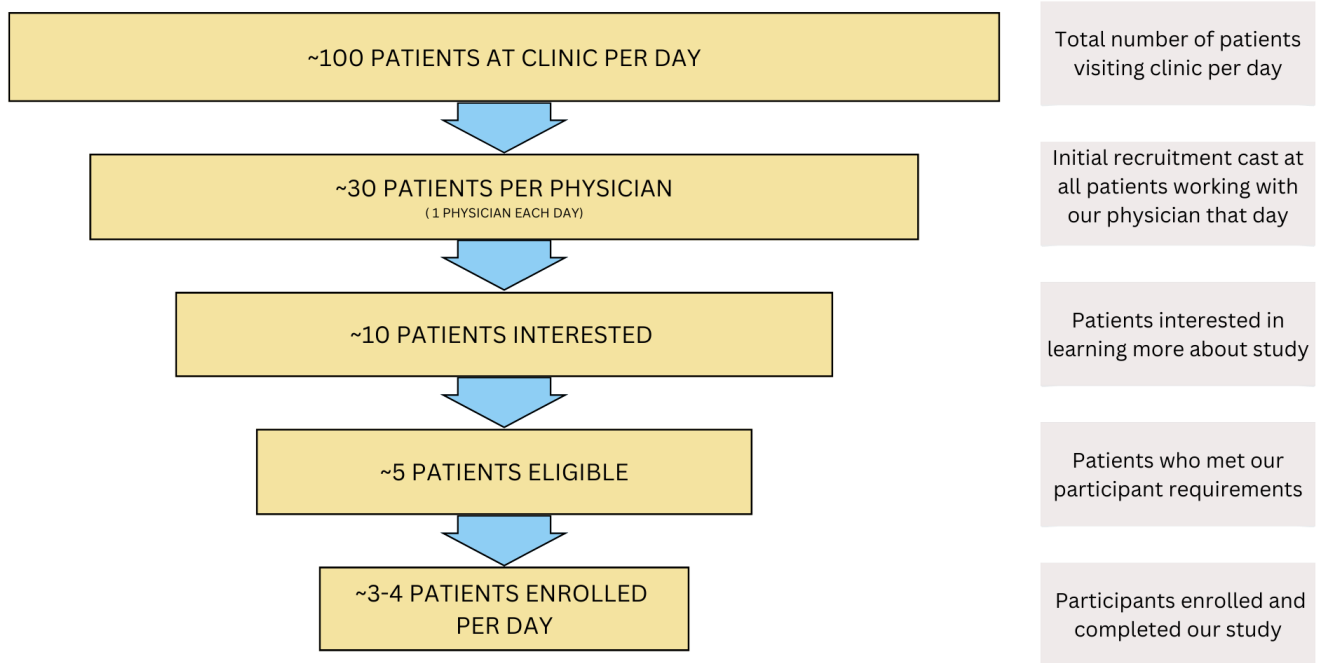 ~100 PATIENTS AT CLINIC PER DAY
Total number of patients
visiting clinic per day
~30 PATIENTS PER PHYSICIAN
( 1 PHYSICIAN EACH DAY)
Initial recruitment cast at
all patients working with
our physician that day
~10 PATIENTS INTERESTED
Patients interested in
learning more about study
~5 PATIENTS ELIGIBLE
Patients who met our
participant requirements
~3-4 PATIENTS ENROLLED
PER DAY
Participants enrolled and
completed our study